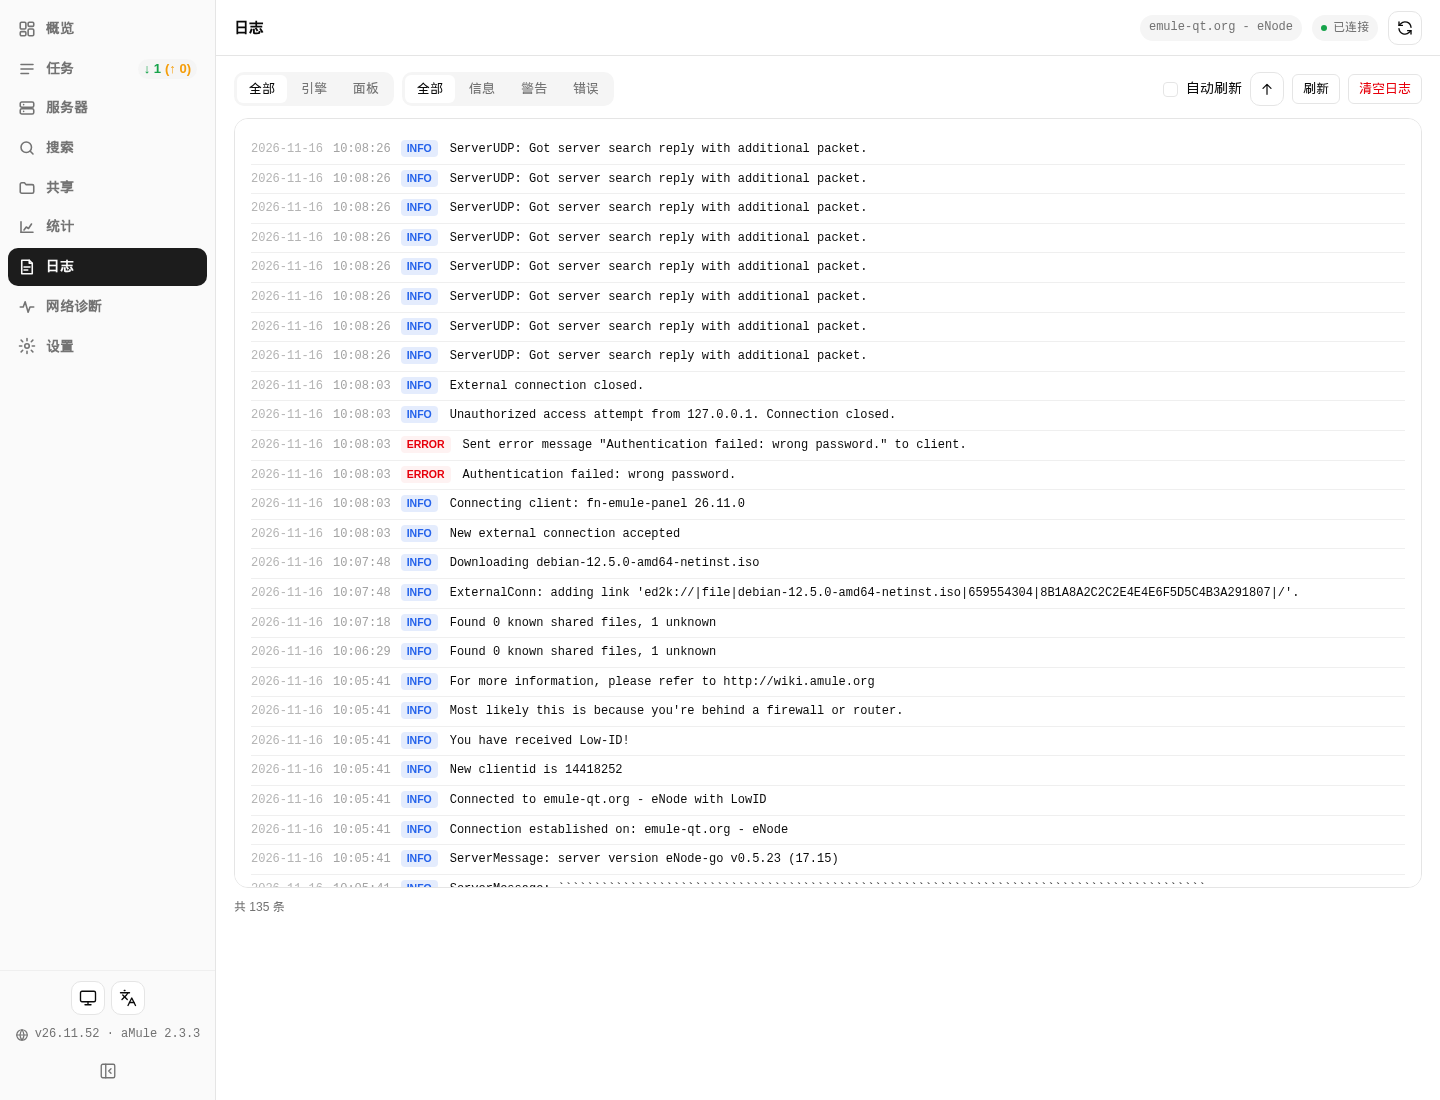 概览
任务 ↓ 1 (↑ 0)
服务器
搜索
共享
统计
日志
网络诊断
设置
v26.11.52 · aMule 2.3.3
日志
emule-qt.org - eNode
已连接
全部 引擎 面板 全部 信息 警告 错误
自动刷新 刷新 清空日志
2026-11-16 10:08:26 INFO ServerUDP: Got server search reply with additional packet.
2026-11-16 10:08:26 INFO ServerUDP: Got server search reply with additional packet.
2026-11-16 10:08:26 INFO ServerUDP: Got server search reply with additional packet.
2026-11-16 10:08:26 INFO ServerUDP: Got server search reply with additional packet.
2026-11-16 10:08:26 INFO ServerUDP: Got server search reply with additional packet.
2026-11-16 10:08:26 INFO ServerUDP: Got server search reply with additional packet.
2026-11-16 10:08:26 INFO ServerUDP: Got server search reply with additional packet.
2026-11-16 10:08:26 INFO ServerUDP: Got server search reply with additional packet.
2026-11-16 10:08:03 INFO External connection closed.
2026-11-16 10:08:03 INFO Unauthorized access attempt from 127.0.0.1. Connection closed.
2026-11-16 10:08:03 ERROR Sent error message "Authentication failed: wrong password." to client.
2026-11-16 10:08:03 ERROR Authentication failed: wrong password.
2026-11-16 10:08:03 INFO Connecting client: fn-emule-panel 26.11.0
2026-11-16 10:08:03 INFO New external connection accepted
2026-11-16 10:07:48 INFO Downloading debian-12.5.0-amd64-netinst.iso
2026-11-16 10:07:48 INFO ExternalConn: adding link 'ed2k://|file|debian-12.5.0-amd64-netinst.iso|659554304|8B1A8A2C2C2E4E4E6F5D5C4B3A291807|/'.
2026-11-16 10:07:18 INFO Found 0 known shared files, 1 unknown
2026-11-16 10:06:29 INFO Found 0 known shared files, 1 unknown
2026-11-16 10:05:41 INFO For more information, please refer to http://wiki.amule.org
2026-11-16 10:05:41 INFO Most likely this is because you're behind a firewall or router.
2026-11-16 10:05:41 INFO You have received Low-ID!
2026-11-16 10:05:41 INFO New clientid is 14418252
2026-11-16 10:05:41 INFO Connected to emule-qt.org - eNode with LowID
2026-11-16 10:05:41 INFO Connection established on: emule-qt.org - eNode
2026-11-16 10:05:41 INFO ServerMessage: server version eNode-go v0.5.23 (17.15)
2026-11-16 10:05:41 INFO ServerMessage:
共 135 条